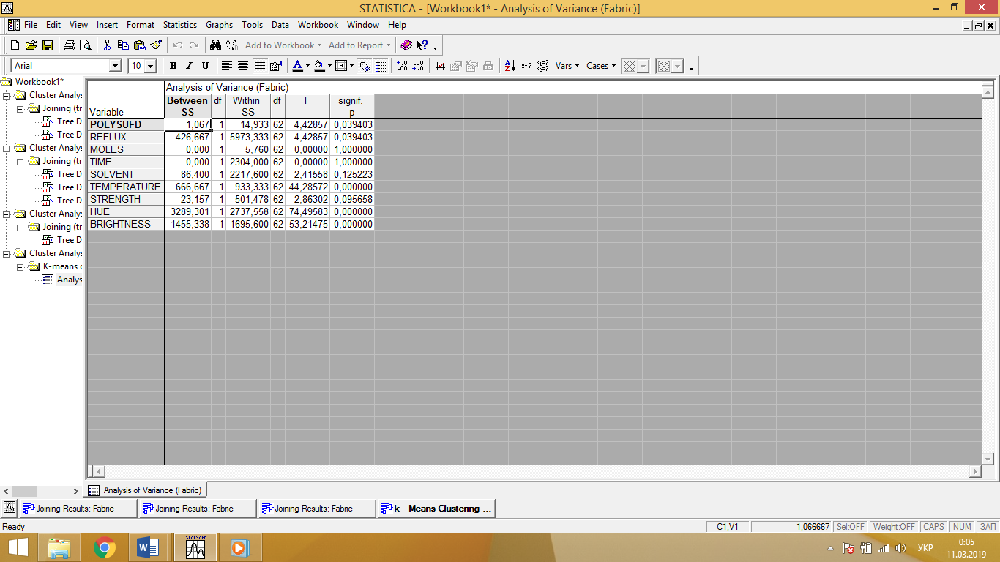 STATISTICA - [Workbook1* - Analysis of Variance (Fabric)]
File Edit View Insert Format Statistics Graphs Tools Data Workbook Window Help
Add to Workbook Add to Report
Arial 10 B I U A Vars Cases
Workbook1*
Cluster Analys
Joining (tr
Tree D
Tree D
Cluster Analys
Joining (tr
Tree D
Tree D
Tree D
Cluster Analys
Joining (tr
Tree D
Cluster Analys
K-means c
Analys
Analysis of Variance (Fabric)
Variable Between SS df Within SS df F signif. p
POLYSUFD 1,067 1 14,933 62 4,42857 0,039403
REFLUX 426,667 1 5973,333 62 4,42857 0,039403
MOLES 0,000 1 5,760 62 0,00000 1,000000
TIME 0,000 1 2304,000 62 0,00000 1,000000
SOLVENT 86,400 1 2217,600 62 2,41558 0,125223
TEMPERATURE 666,667 1 933,333 62 44,28572 0,000000
STRENGTH 23,157 1 501,478 62 2,86302 0,095658
HUE 3289,301 1 2737,558 62 74,49583 0,000000
BRIGHTNESS 1455,338 1 1695,600 62 53,21475 0,000000
Analysis of Variance (Fabric)
Joining Results: Fabric Joining Results: Fabric Joining Results: Fabric k - Means Clustering ...
Ready C1,V1 1,066667 Sel:OFF Weight:OFF CAPS NUM ЗАП
StatSoft УКР 0:05
11.03.2019